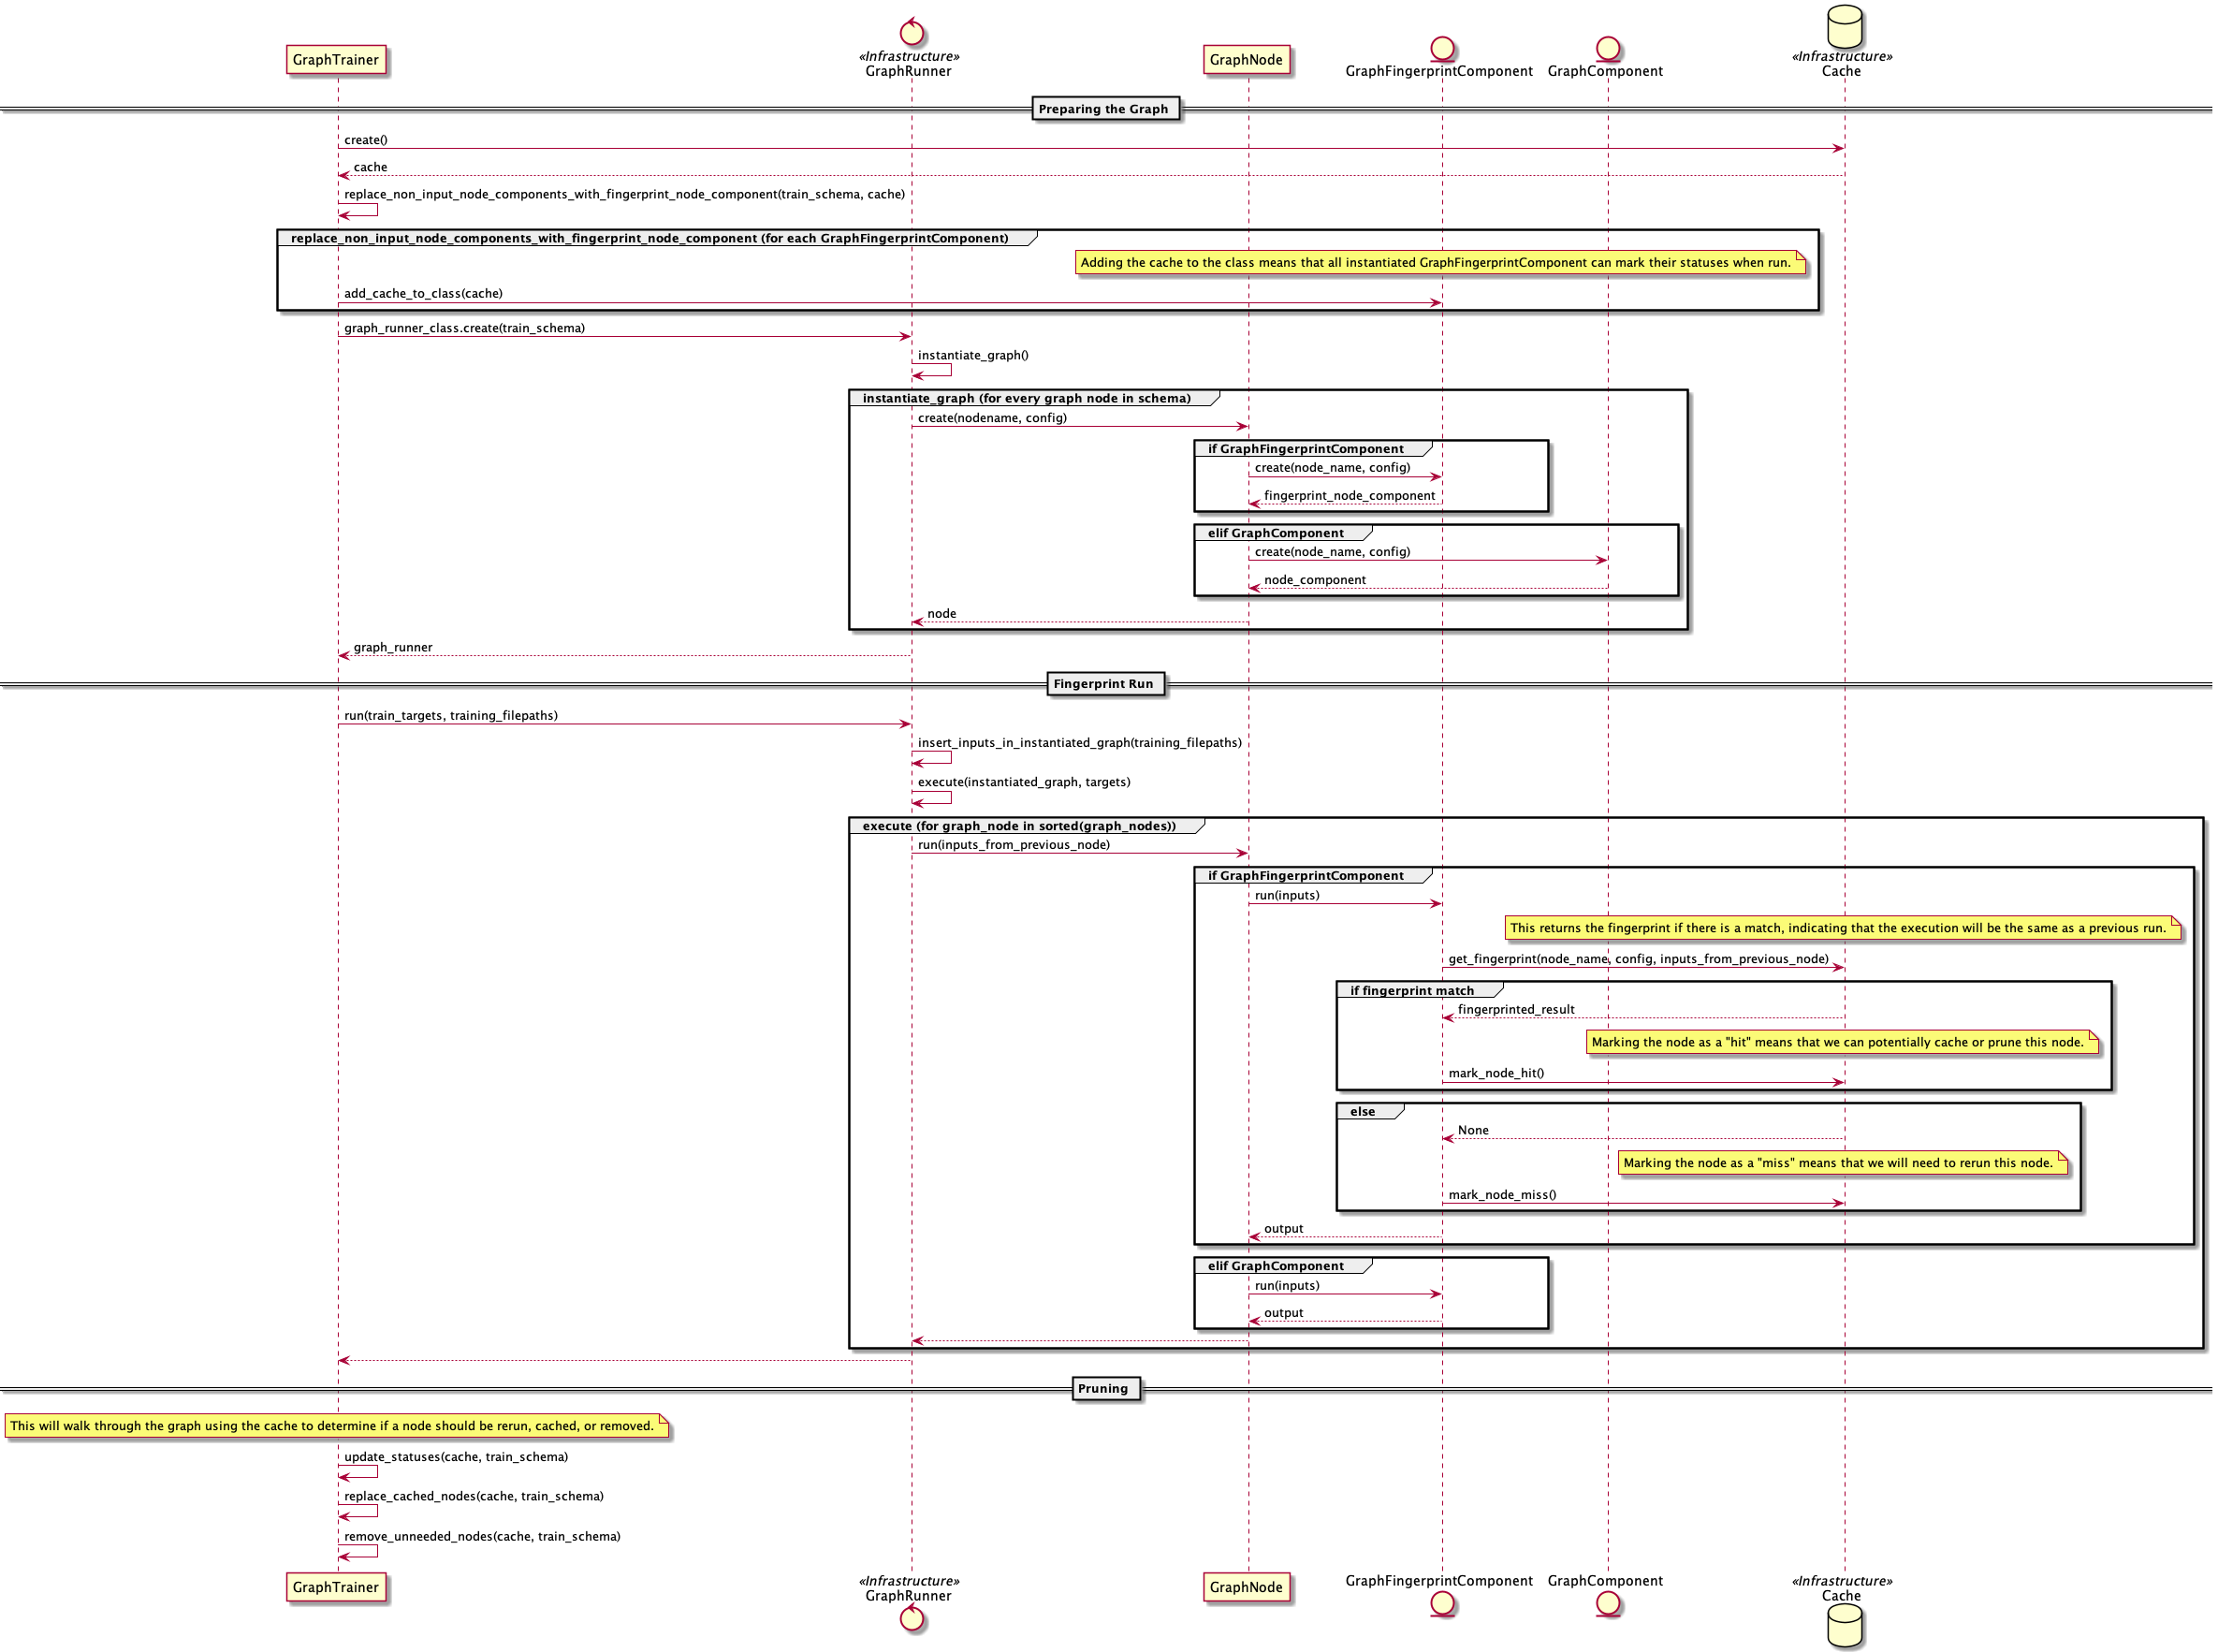 «Infrastructure»
GraphTrainer
GraphRunner
GraphNode
GraphFingerprintComponent
GraphComponent
«Infrastructure»
Cache
Preparing the Graph
create()
cache
replace_non_input_node_components_with_fingerprint_node_component(train_schema, cache)
replace_non_input_node_components_with_fingerprint_node_component (for each GraphFingerprintComponent)
Adding the cache to the class means that all instantiated GraphFingerprintComponent can mark their statuses when run.
add_cache_to_class(cache)
graph_runner_class.create(train_schema)
instantiate_graph()
instantiate_graph (for every graph node in schema)
create(nodename, config)
if GraphFingerprintComponent
create(node_name, config)
fingerprint_node_component
elif GraphComponent
create(node_name, config)
node_component
node
graph_runner
Fingerprint Run
run(train_targets, training_filepaths)
insert_inputs_in_instantiated_graph(training_filepaths)
execute(instantiated_graph, targets)
execute (for graph_node in sorted(graph_nodes))
run(inputs_from_previous_node)
if GraphFingerprintComponent
run(inputs)
This returns the fingerprint if there is a match, indicating that the execution will be the same as a previous run.
get_fingerprint(node_name, config, inputs_from_previous_node)
if fingerprint match
fingerprinted_result
Marking the node as a "hit" means that we can potentially cache or prune this node.
mark_node_hit()
else
None
Marking the node as a "miss" means that we will need to rerun this node.
mark_node_miss()
output
elif GraphComponent
run(inputs)
output
Pruning
This will walk through the graph using the cache to determine if a node should be rerun, cached, or removed.
update_statuses(cache, train_schema)
replace_cached_nodes(cache, train_schema)
remove_unneeded_nodes(cache, train_schema)
GraphTrainer
«Infrastructure»
GraphRunner
GraphNode
GraphFingerprintComponent
GraphComponent
«Infrastructure»
Cache